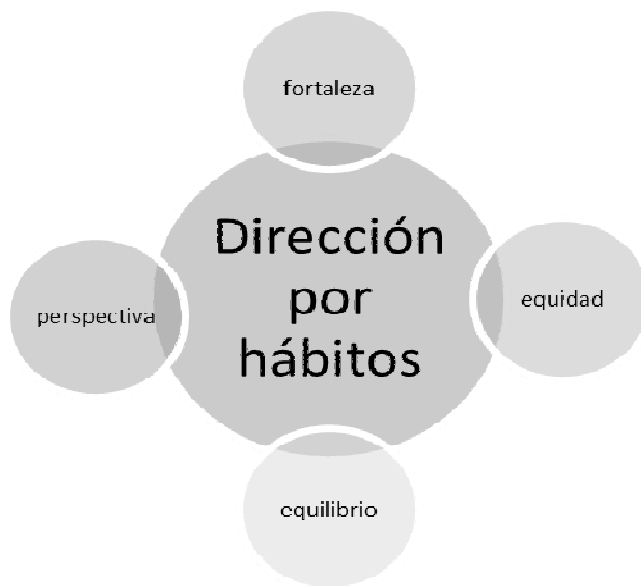 fortaleza
Dirección
por
hábitos
perspectiva
equidad
equilibrio